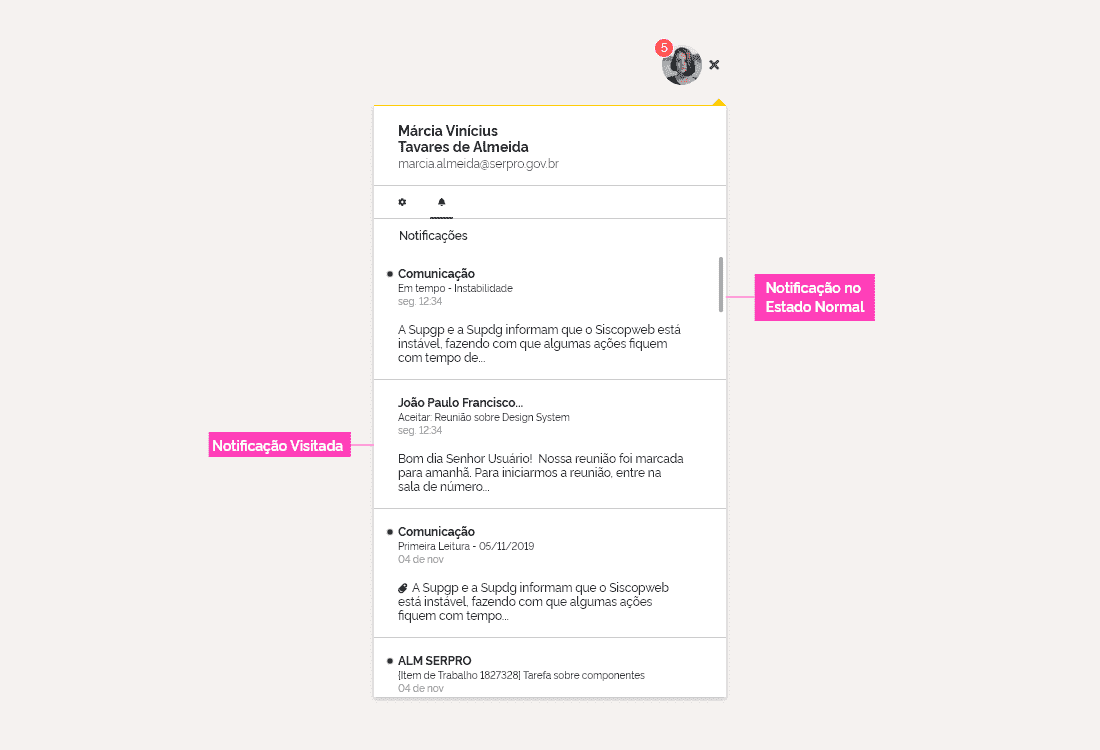 5
Márcia Vinícius
Tavares de Almeida
marcia.almeida@serpro.gov.br
Notificações
Comunicação
Em tempo - Instabilidade
seg. 12:34
A Supgp e a Supdg informam que o Siscopweb está
instável, fazendo com que algumas ações fiquem
com tempo de...
Notificação no
Estado Normal
João Paulo Francisco...
Aceitar: Reunião sobre Design System
seg. 12:34
Notificação Visitada
Bom dia Senhor Usuário!  Nossa reunião foi marcada
para amanhã. Para iniciarmos a reunião, entre na
sala de número...
Comunicação
Primeira Leitura - 05/11/2019
04 de nov
A Supgp e a Supdg informam que o Siscopweb
está instável, fazendo com que algumas ações
fiquem com tempo...
ALM SERPRO
[Item de Trabalho 1827328] Tarefa sobre componentes
04 de nov